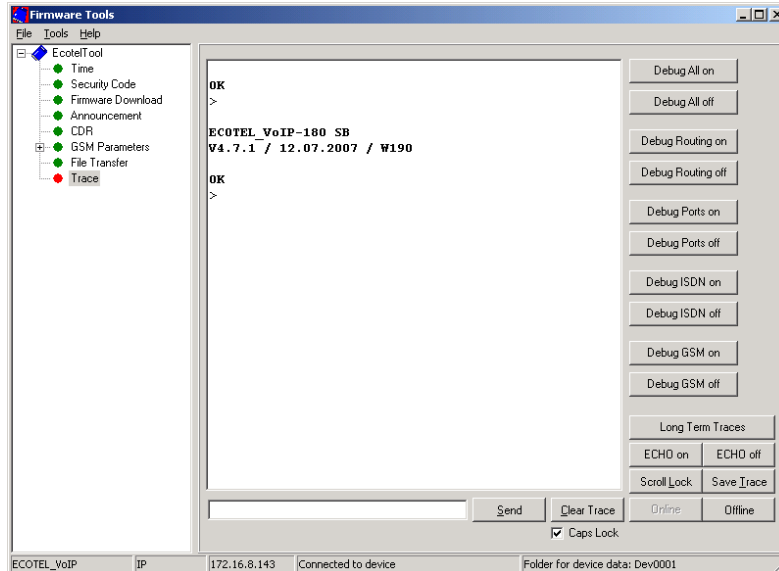 Firmware Tools
File Tools Help
EcotelTool
Time
Security Code
Firmware Download
Announcement
CDR
GSM Parameters
File Transfer
Trace
OK
>
ECOTEL_VoIP-180 SB
V4.7.1 / 12.07.2007 / W190
OK
>
Debug All on
Debug All off
Debug Routing on
Debug Routing off
Debug Ports on
Debug Ports off
Debug ISDN on
Debug ISDN off
Debug GSM on
Debug GSM off
Long Term Traces
ECHO on ECHO off
Scroll Lock Save Trace
Send Clear Trace Online Offline
Caps Lock
ECOTEL_VoIP IP 172.16.8.143 Connected to device Folder for device data: Dev0001